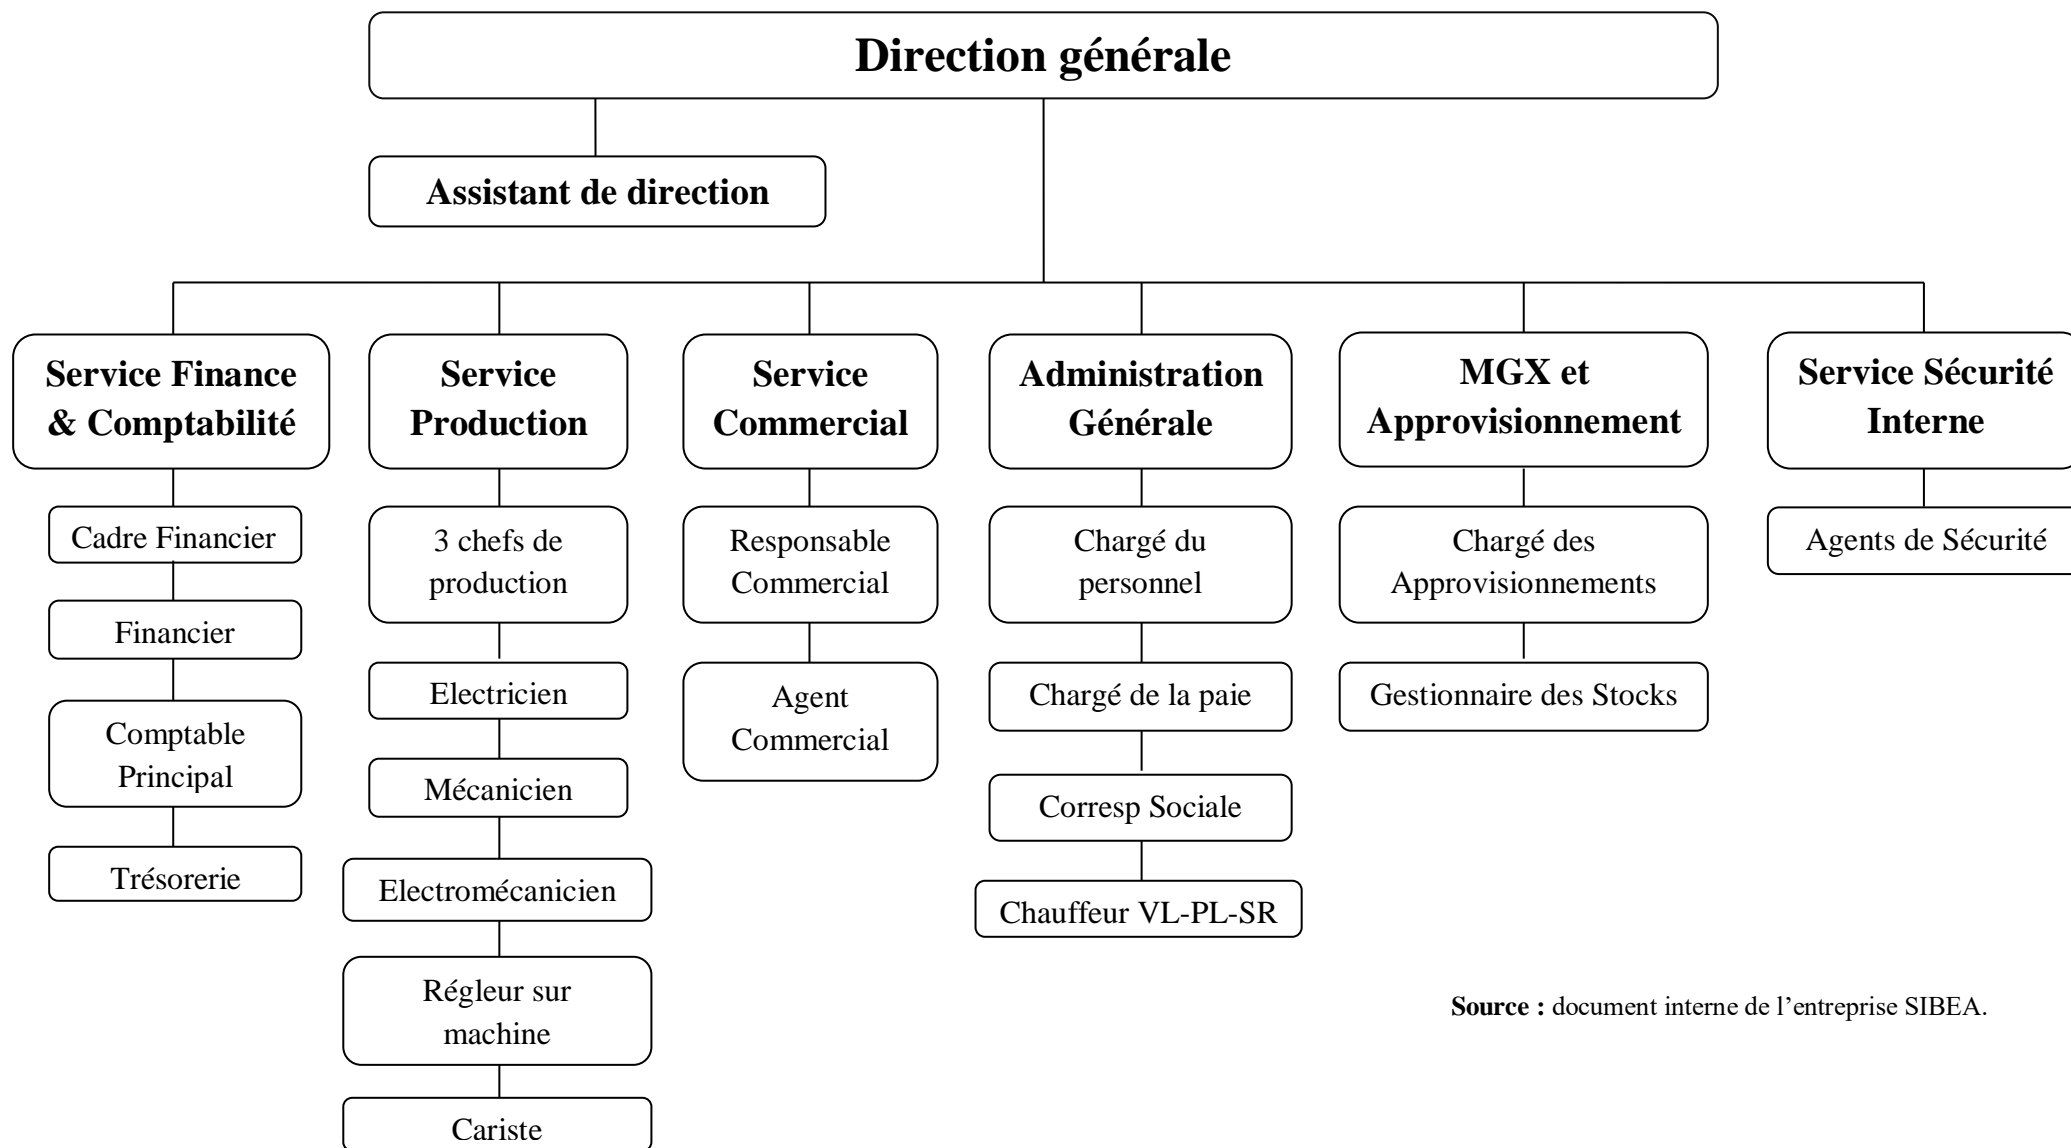 Direction générale
Assistant de direction
Service Finance
& Comptabilité
Cadre Financier
Financier
Comptable
Principal
Trésorerie
Service
Production
3 chefs de
production
Electricien
Mécanicien
Electromécanicien
Régleur sur
machine
Cariste
Service
Commercial
Responsable
Commercial
Agent
Commercial
Administration
Générale
Chargé du
personnel
Chargé de la paie
Corresp Sociale
Chauffeur VL-PL-SR
MGX et
Approvisionnement
Chargé des
Approvisionnements
Gestionnaire des Stocks
Service Sécurité
Interne
Agents de Sécurité
Source : document interne de l’entreprise SIBEA.